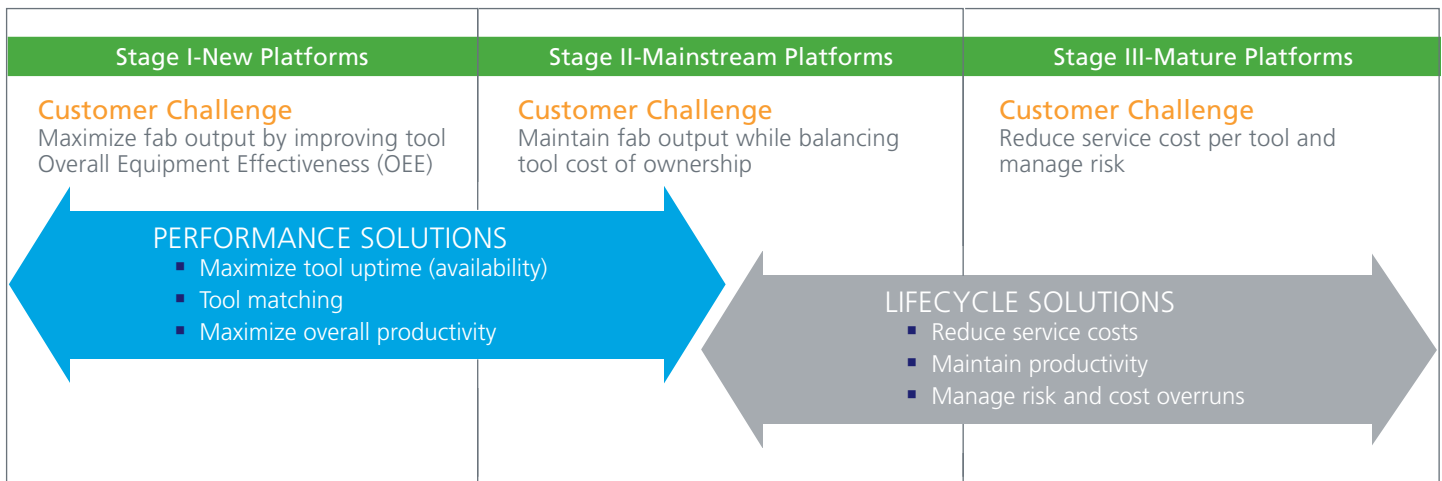 Stage I-New Platforms
Stage II-Mainstream Platforms
Stage III-Mature Platforms
Customer Challenge
Maximize fab output by improving tool
Overall Equipment Effectiveness (OEE)
Customer Challenge
Maintain fab output while balancing
tool cost of ownership
Customer Challenge
Reduce service cost per tool and
manage risk
PERFORMANCE SOLUTIONS
▪ Maximize tool uptime (availability)
▪ Tool matching
▪ Maximize overall productivity
LIFECYCLE SOLUTIONS
▪ Reduce service costs
▪ Maintain productivity
▪ Manage risk and cost overruns